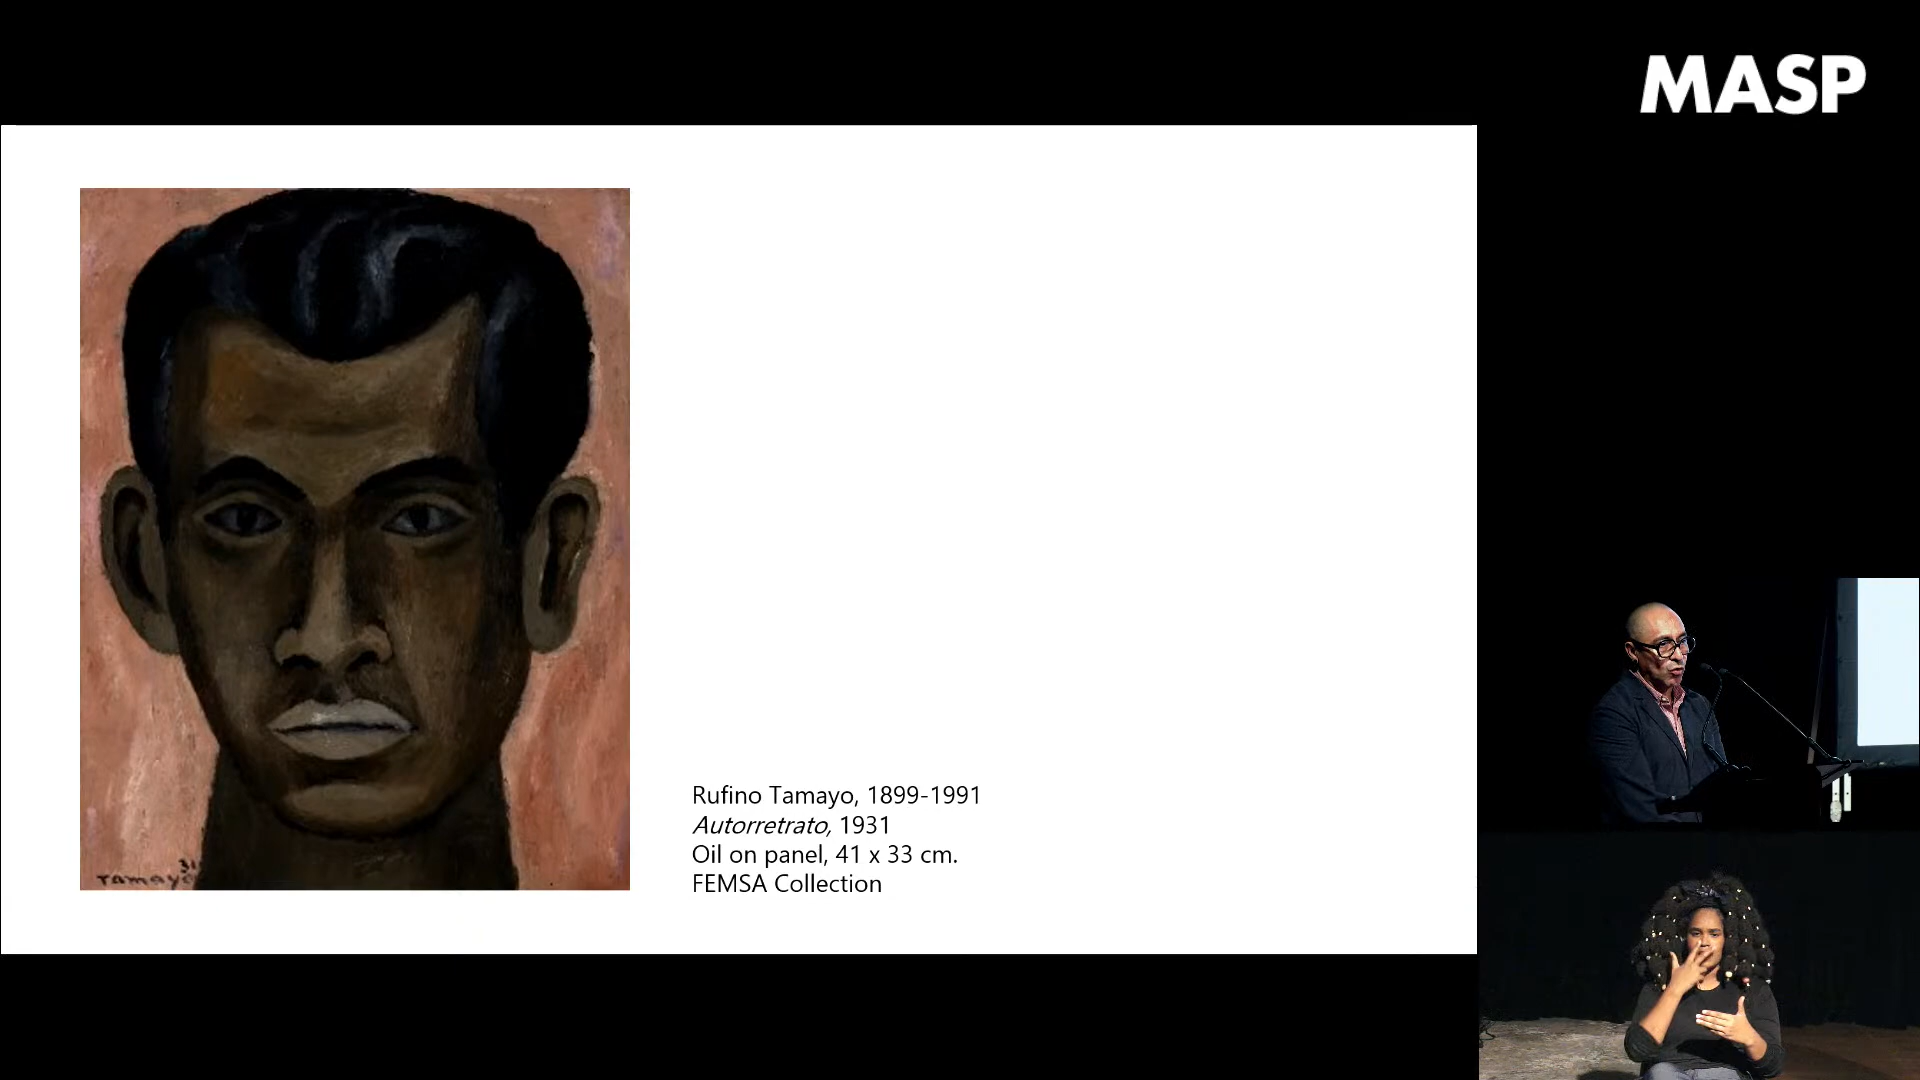 MASP
Tamayo
31
Rufino Tamayo, 1899-1991
Autorretrato, 1931
Oil on panel, 41 x 33 cm.
FEMSA Collection